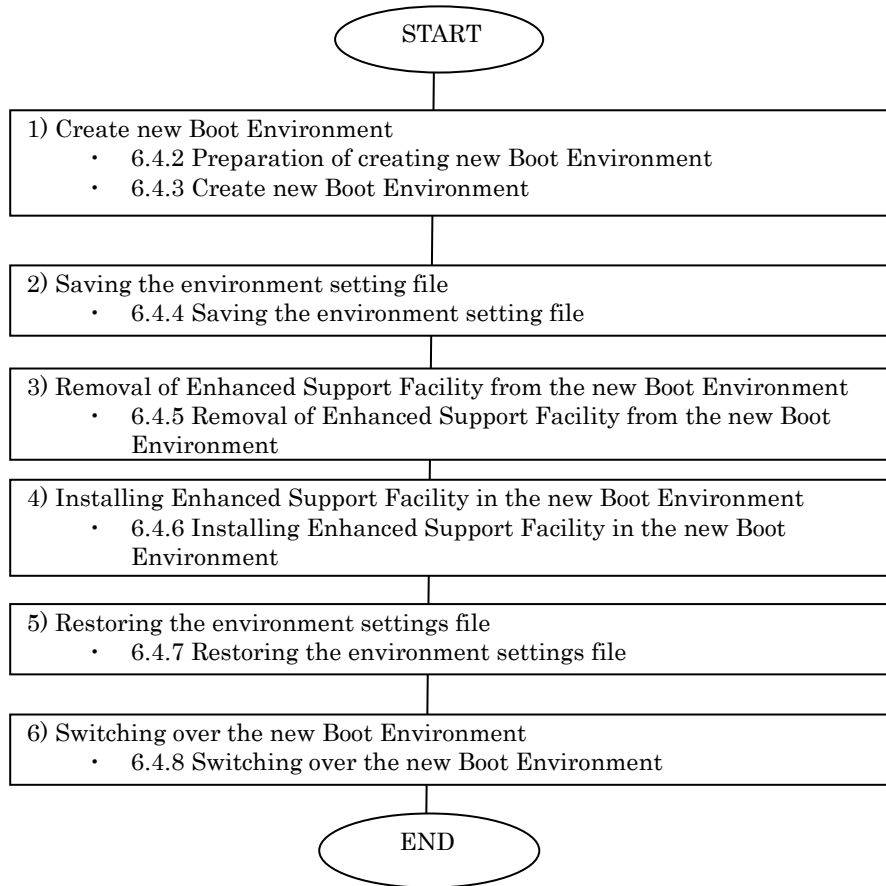 START
1) Create new Boot Environment
・ 6.4.2 Preparation of creating new Boot Environment
・ 6.4.3 Create new Boot Environment
2) Saving the environment setting file
・ 6.4.4 Saving the environment setting file
3) Removal of Enhanced Support Facility from the new Boot Environment
・ 6.4.5 Removal of Enhanced Support Facility from the new Boot
Environment
4) Installing Enhanced Support Facility in the new Boot Environment
・ 6.4.6 Installing Enhanced Support Facility in the new Boot
Environment
5) Restoring the environment settings file
・ 6.4.7 Restoring the environment settings file
6) Switching over the new Boot Environment
・ 6.4.8 Switching over the new Boot Environment
END